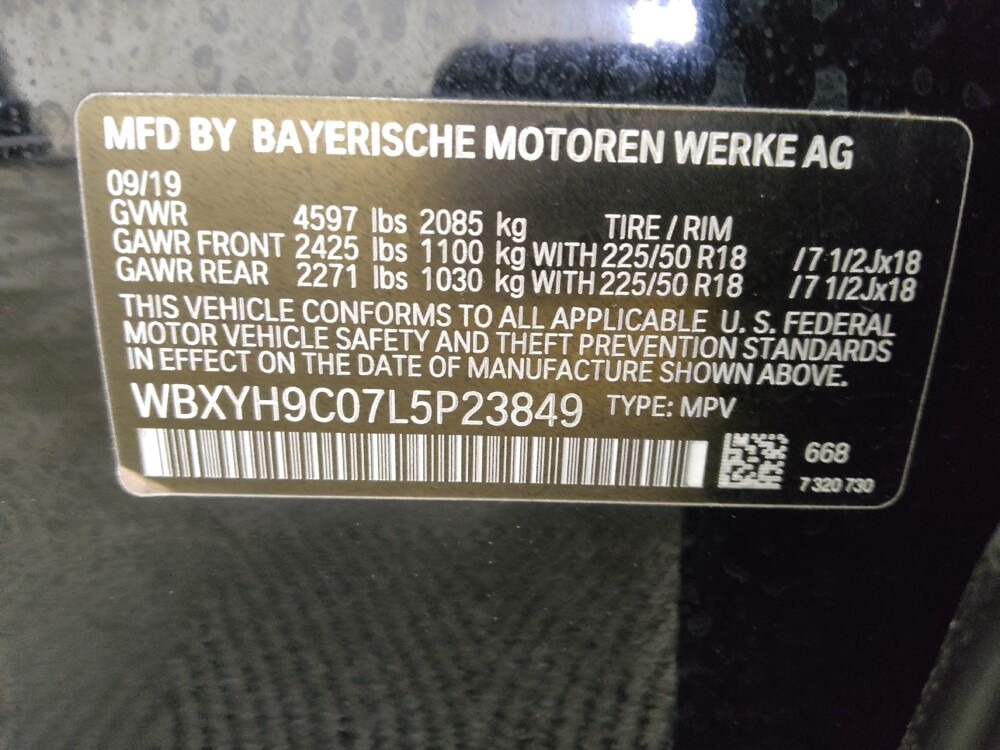 MFD BY BAYERISCHE MOTOREN WERKE AG
09/19
GVWR 4597 lbs 2085 kg TIRE / RIM
GAWR FRONT 2425 lbs 1100 kg WITH 225/50 R18 /7 1/2Jx18
GAWR REAR 2271 lbs 1030 kg WITH 225/50 R18 /7 1/2Jx18
THIS VEHICLE CONFORMS TO ALL APPLICABLE U. S. FEDERAL
MOTOR VEHICLE SAFETY AND THEFT PREVENTION STANDARDS
IN EFFECT ON THE DATE OF MANUFACTURE SHOWN ABOVE.
WBXYH9C07L5P23849 TYPE: MPV
668
7 320 730